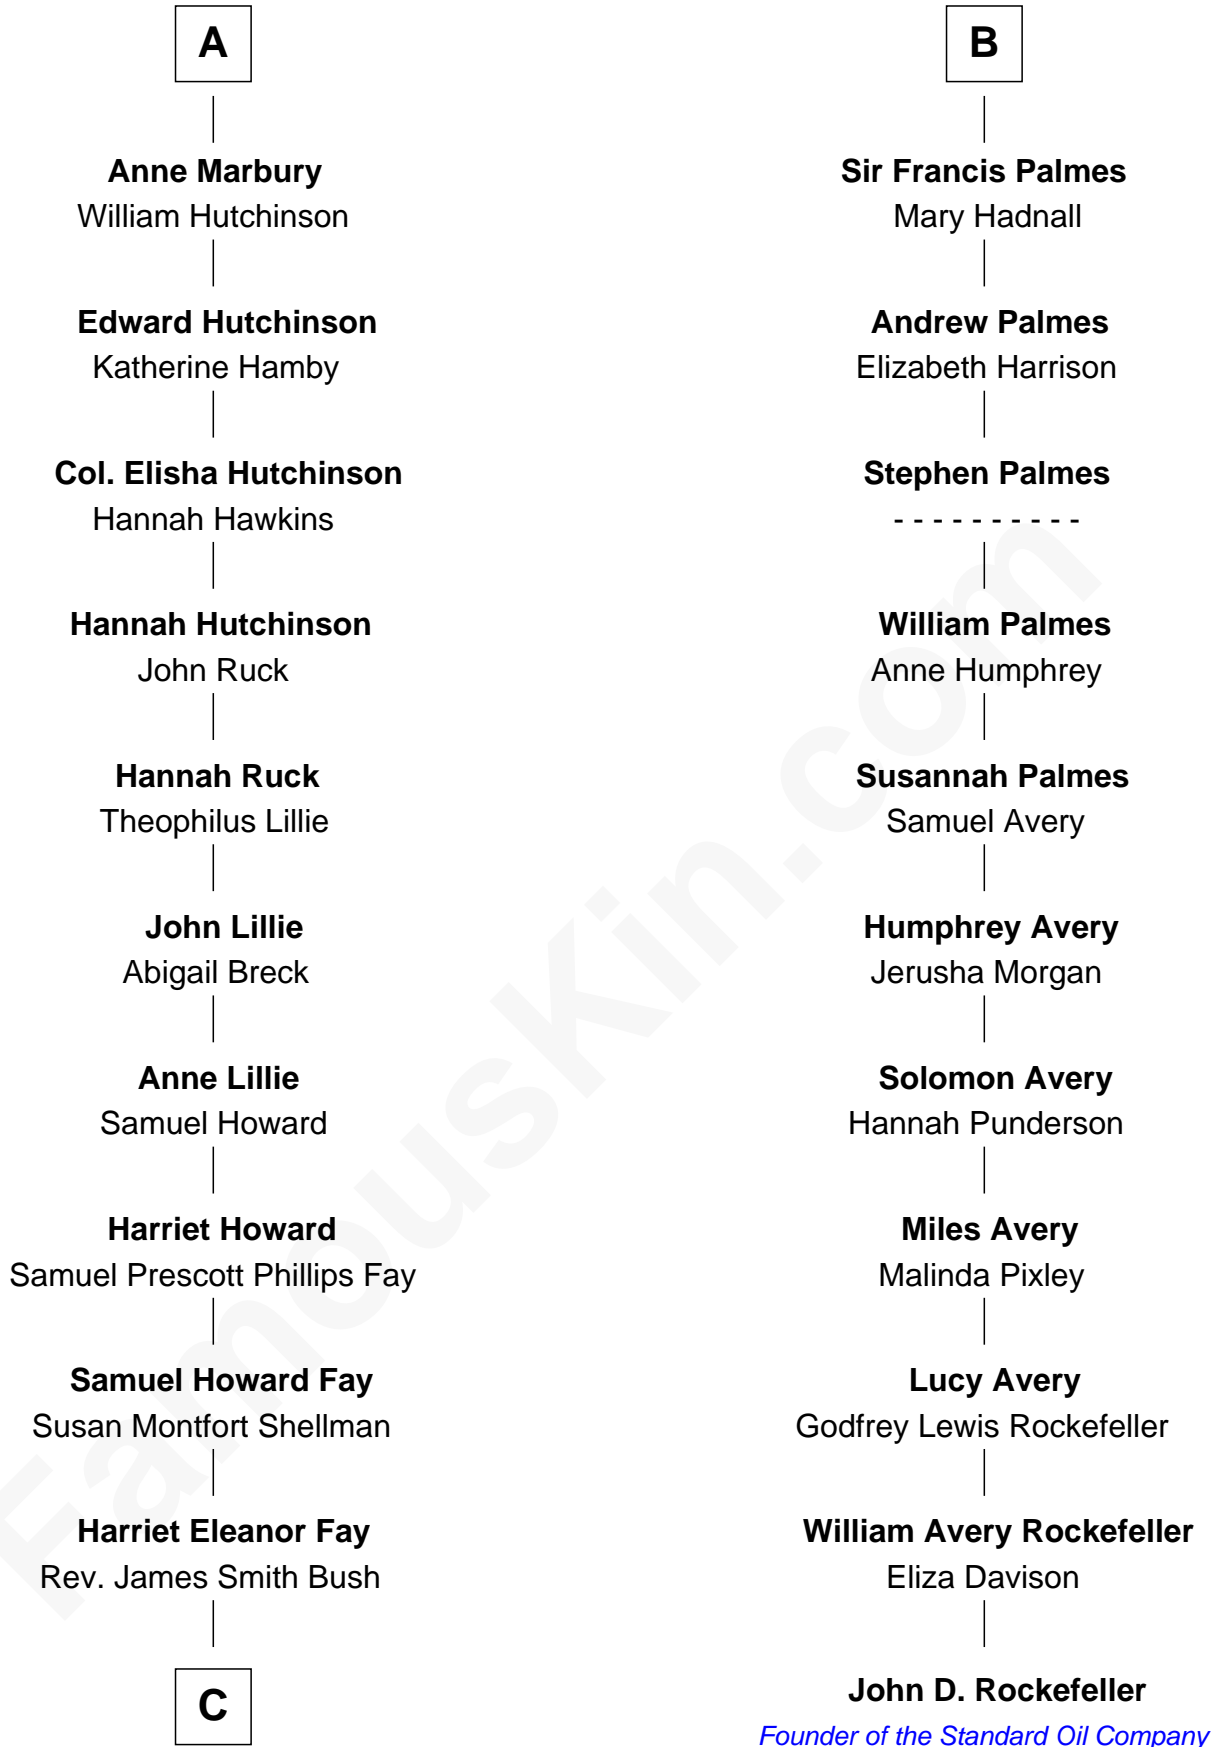 A
Anne Marbury
William Hutchinson
Edward Hutchinson
Katherine Hamby
Col. Elisha Hutchinson
Hannah Hawkins
Hannah Hutchinson
John Ruck
Hannah Ruck
Theophilus Lillie
John Lillie
Abigail Breck
Anne Lillie
Samuel Howard
Harriet Howard
Samuel Prescott Phillips Fay
Samuel Howard Fay
Susan Montfort Shellman
Harriet Eleanor Fay
Rev. James Smith Bush
C
B
Sir Francis Palmes
Mary Hadnall
Andrew Palmes
Elizabeth Harrison
Stephen Palmes
- - - - - - - - - -
William Palmes
Anne Humphrey
Susannah Palmes
Samuel Avery
Humphrey Avery
Jerusha Morgan
Solomon Avery
Hannah Punderson
Miles Avery
Malinda Pixley
Lucy Avery
Godfrey Lewis Rockefeller
William Avery Rockefeller
Eliza Davison
John D. Rockefeller
Founder of the Standard Oil Company
FamousKin.com